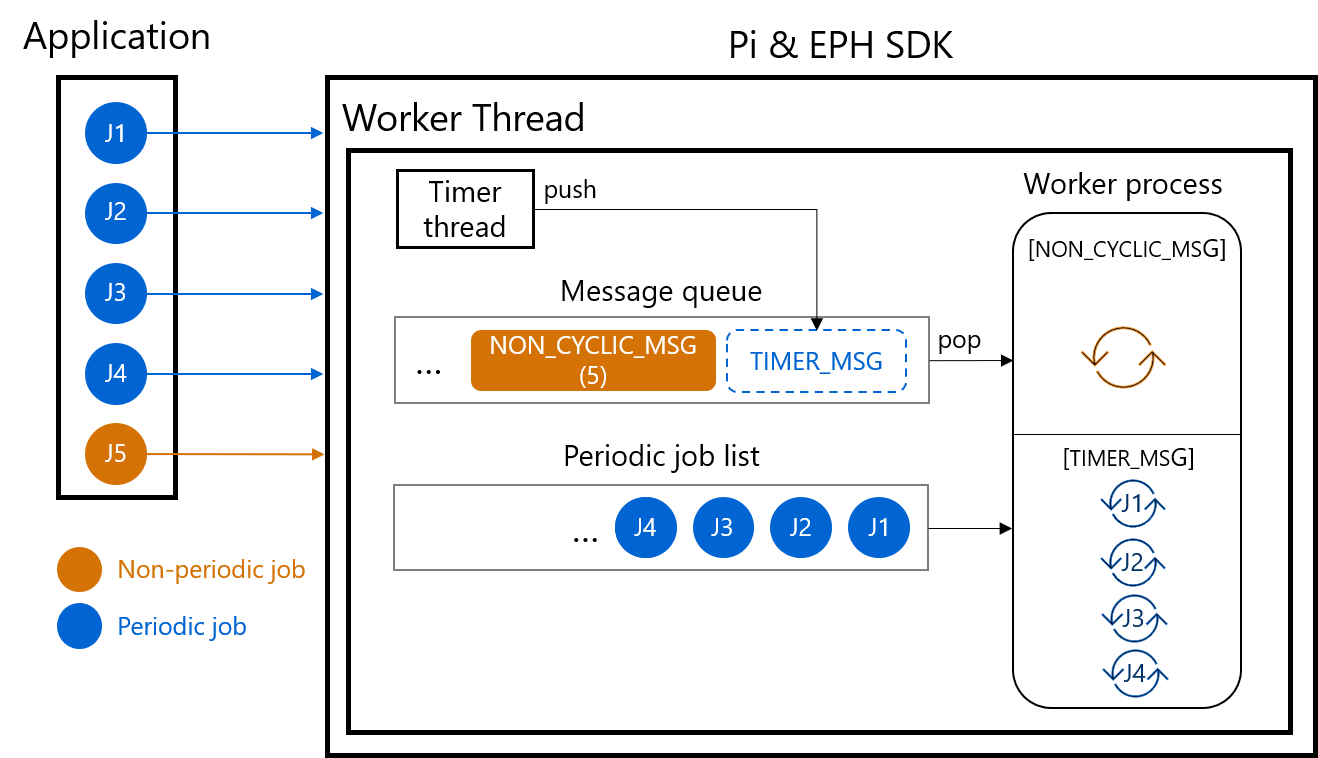 Application
Pi & EPH SDK
J1
J2
J3
J4
J5
Non-periodic job
Periodic job
Worker Thread
Timer
thread
push
Message queue
...
NON_CYCLIC_MSG
(5)
TIMER_MSG
pop
Periodic job list
... J4 J3 J2 J1
Worker process
[NON_CYCLIC_MSG]
[TIMER_MSG]
J1
J2
J3
J4